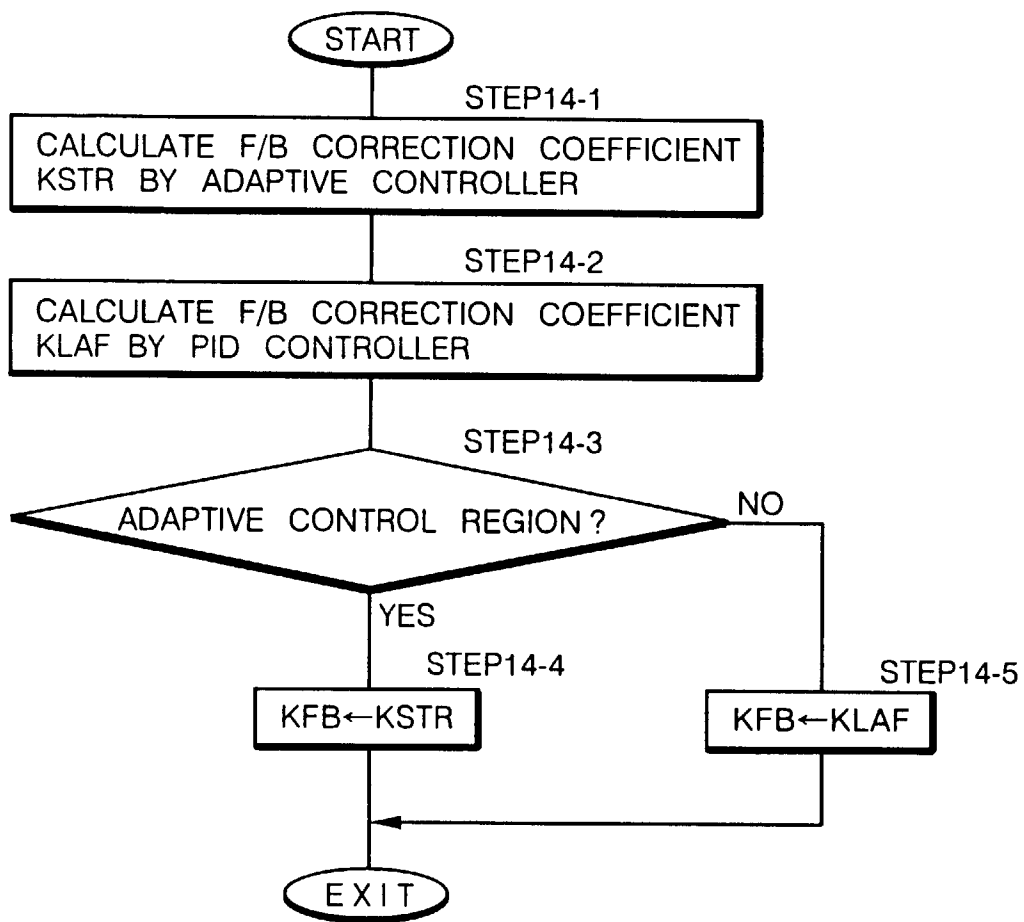 START
STEP14-1
CALCULATE F/B CORRECTION COEFFICIENT
KSTR BY ADAPTIVE CONTROLLER
STEP14-2
CALCULATE F/B CORRECTION COEFFICIENT
KLAF BY PID CONTROLLER
STEP14-3
ADAPTIVE CONTROL REGION?
NO
YES
STEP14-4
KFB←KSTR
STEP14-5
KFB←KLAF
EXIT